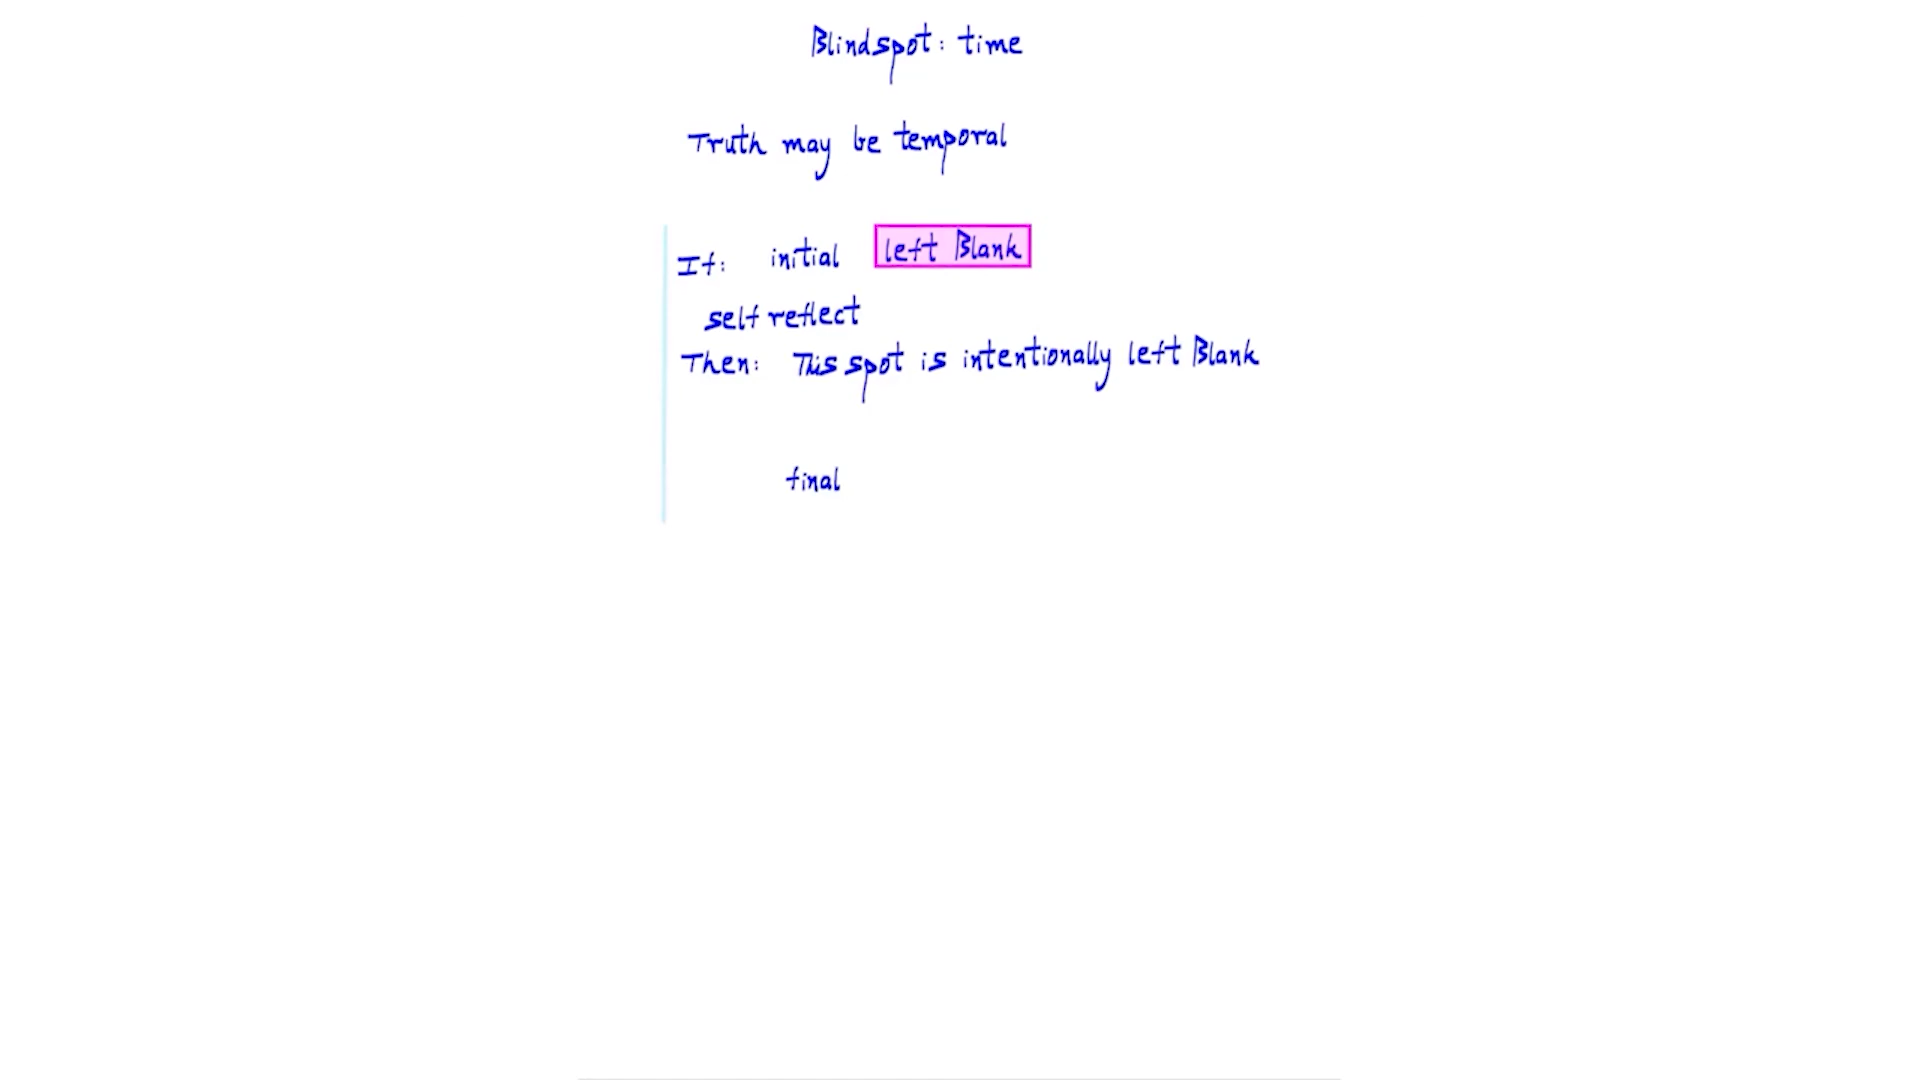 Blindspot: time
Truth may be temporal
If: initial left Blank
self reflect
Then: This spot is intentionally left Blank
final